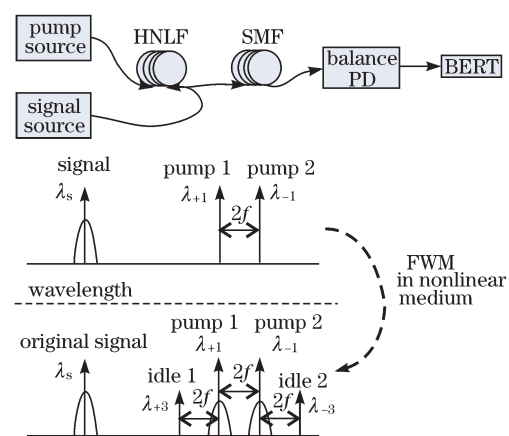 pump
source
HNLF
SMF
balance
PD
BERT
signal
source
signal
λs
pump 1
λ+1
pump 2
λ−1
2f
FWM
in nonlinear
medium
wavelength
original signal
λs
pump 1
λ+1
pump 2
λ−1
idle 1
λ+3
2f
2f
2f
idle 2
λ−3